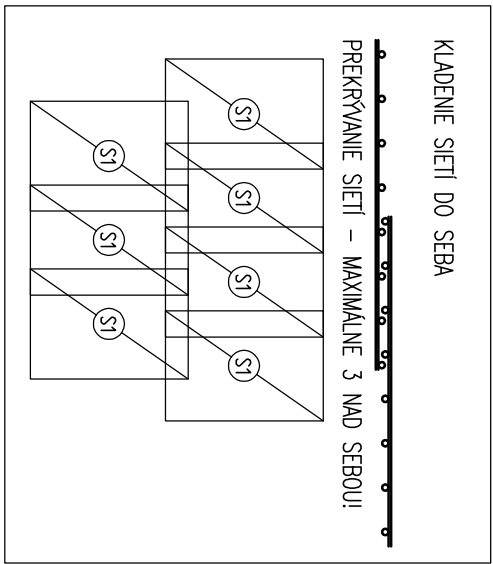 KLADENIE SIETÍ DO SEBA
PREKRÝVANIE SIETÍ – MAXIMÁLNE 3 NAD SEBOU!
S1
S1
S1
S1
S1
S1
S1